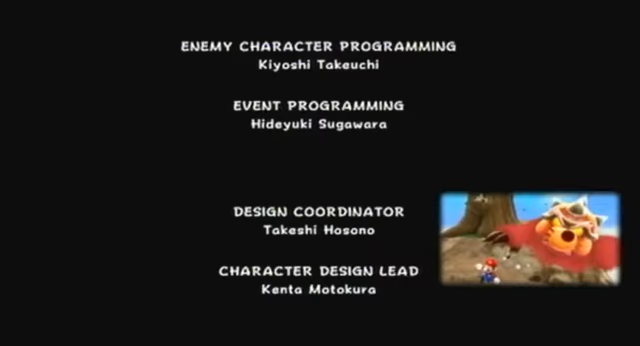 ENEMY CHARACTER PROGRAMMING
Kiyoshi Takeuchi
EVENT PROGRAMMING
Hideyuki Sugawara
DESIGN COORDINATOR
Takeshi Hosono
CHARACTER DESIGN LEAD
Kenta Motokura